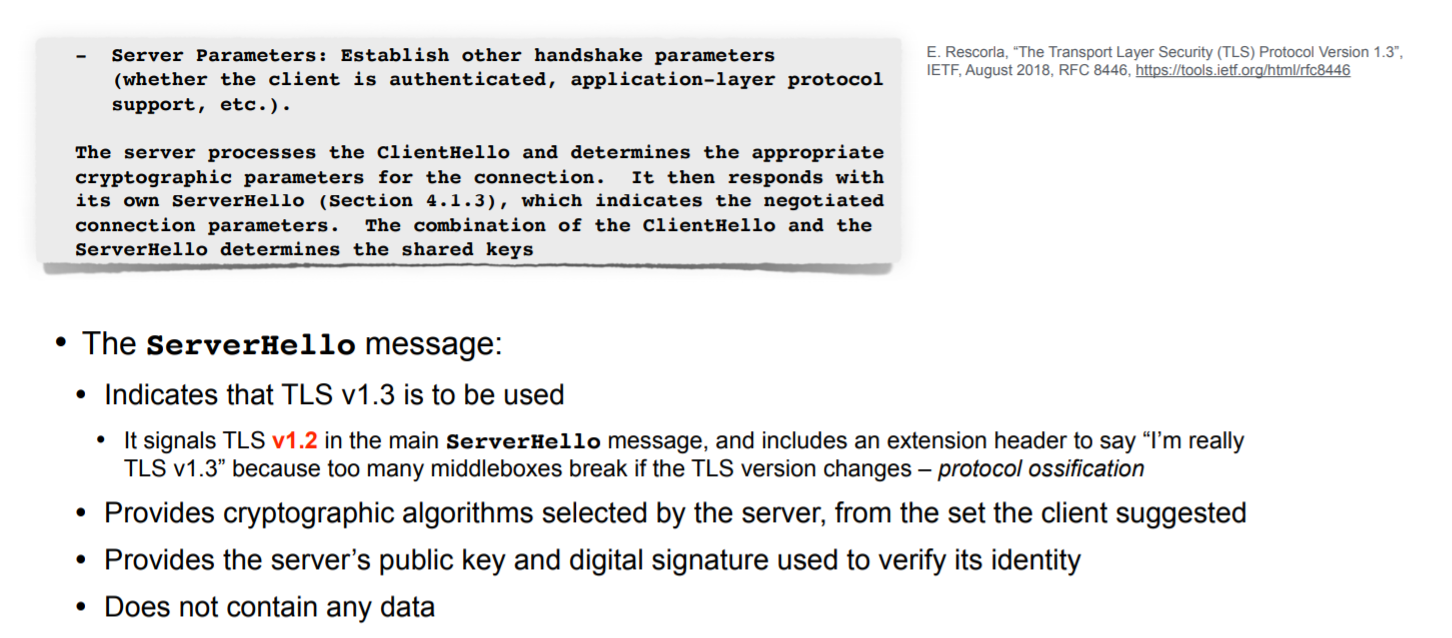 - Server Parameters: Establish other handshake parameters
(whether the client is authenticated, application-layer protocol
support, etc.).
The server processes the ClientHello and determines the appropriate
cryptographic parameters for the connection.  It then responds with
its own ServerHello (Section 4.1.3), which indicates the negotiated
connection parameters.  The combination of the ClientHello and the
ServerHello determines the shared keys
E. Rescorla, “The Transport Layer Security (TLS) Protocol Version 1.3”,
IETF, August 2018, RFC 8446, https://tools.ietf.org/html/rfc8446
• The ServerHello message:
• Indicates that TLS v1.3 is to be used
• It signals TLS v1.2 in the main ServerHello message, and includes an extension header to say “I’m really
TLS v1.3” because too many middleboxes break if the TLS version changes – protocol ossification
• Provides cryptographic algorithms selected by the server, from the set the client suggested
• Provides the server’s public key and digital signature used to verify its identity
• Does not contain any data